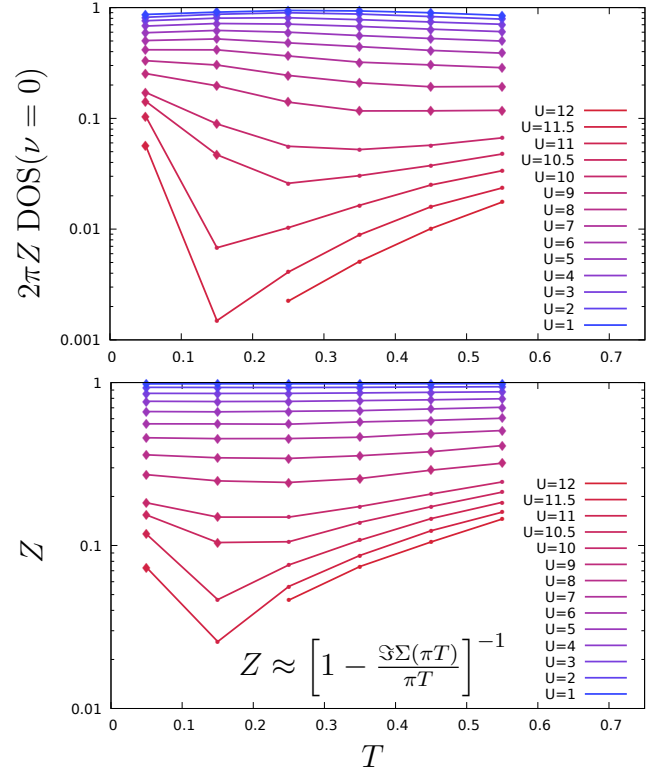 1
0.1
0.01
0.001
2πZ DOS(ν = 0)
0 0.1 0.2 0.3 0.4 0.5 0.6 0.7
U=12
U=11.5
U=11
U=10.5
U=10
U=9
U=8
U=7
U=6
U=5
U=4
U=3
U=2
U=1
1
0.1
0.01
Z
U=12
U=11.5
U=11
U=10.5
U=10
U=9
U=8
U=7
U=6
U=5
U=4
U=3
U=2
U=1
Z ≈ [1 − ℑΣ(πT)/πT]^−1
0 0.1 0.2 0.3 0.4 0.5 0.6 0.7
T